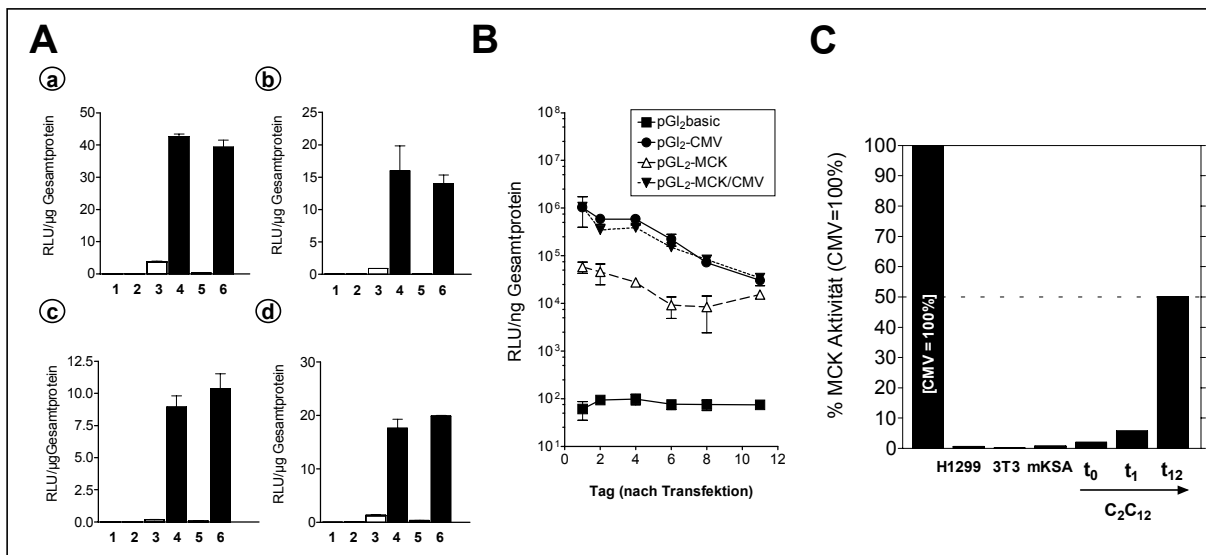 A
a
RLU/µg Gesamtprotein
50
40
30
20
10
0
1 2 3 4 5 6
b
RLU/µg Gesamtprotein
25
20
15
10
5
0
1 2 3 4 5 6
c
RLU/µgGesamtprotein
12.5
10.0
7.5
5.0
2.5
0.0
1 2 3 4 5 6
d
RLU/µg Gesamtprotein
30
20
10
0
1 2 3 4 5 6
B
RLU/ng Gesamtprotein
10⁸
10⁷
10⁶
10⁵
10⁴
10³
10²
10¹
pGl₂basic
pGl₂-CMV
pGL₂-MCK
pGL₂-MCK/CMV
0 2 4 6 8 10 12
Tag (nach Transfektion)
C
% MCK Aktivität (CMV=100%)
100
90
80
70
60
50
40
30
20
10
0
[CMV = 100%]
H1299 3T3 mKSA t₀ t₁ t₁₂
C₂C₁₂